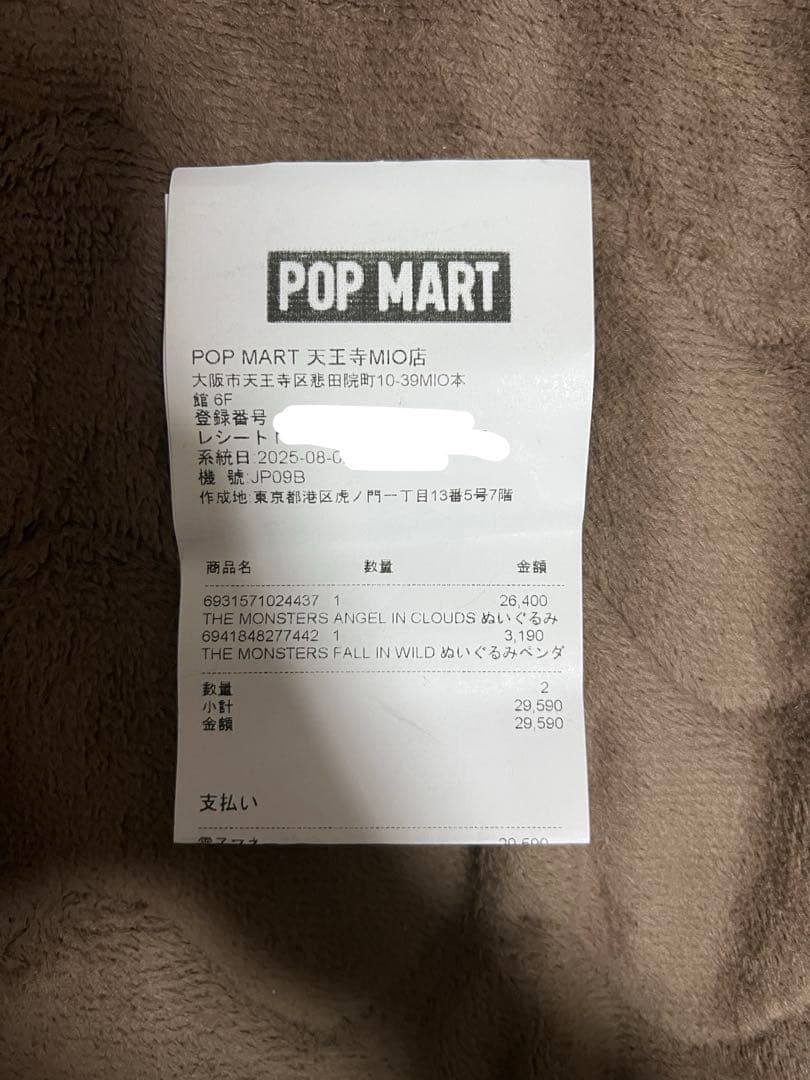 POP MART
POP MART 天王寺MIO店
大阪市天王寺区悲田院町10-39MIO本
館 6F
登録番号
レシート
系統日:2025-08-0
機 號:JP09B
作成地:東京都港区虎ノ門一丁目13番5号7階
商品名 数量 金額
6931571024437 1 26,400
THE MONSTERS ANGEL IN CLOUDS ぬいぐるみ
6941848277442 1 3,190
THE MONSTERS FALL IN WILD ぬいぐるみペンダ
数量 2
小計 29,590
金額 29,590
支払い
電子マネ